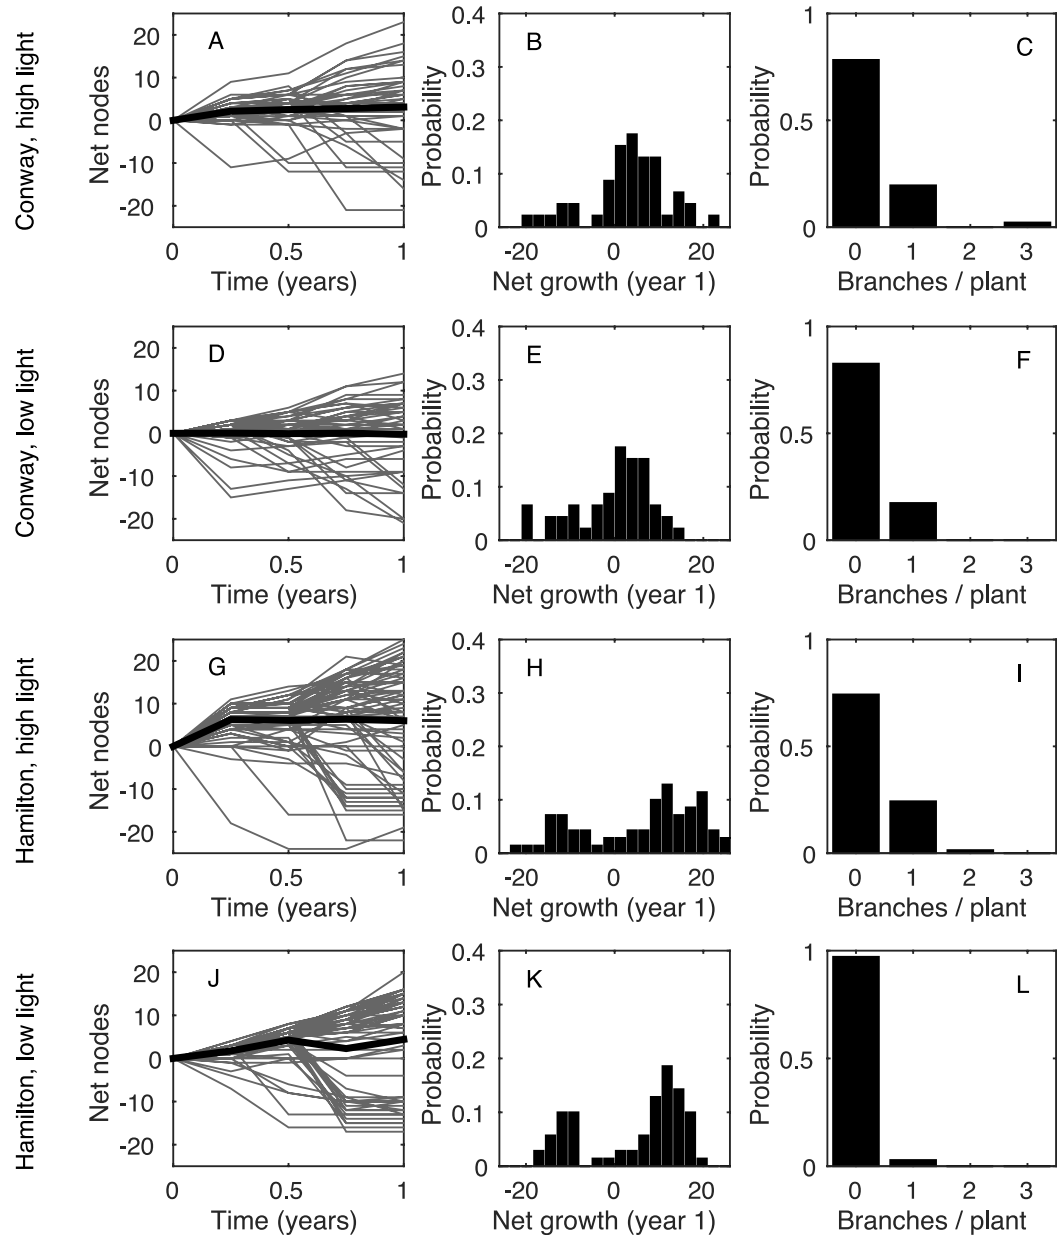 Conway, high light
A
Net nodes
20
10
0
-10
-20
0
0.5
1
Time (years)
B
Probability
0.4
0.3
0.2
0.1
0
-20
0
20
Net growth (year 1)
C
Probability
1
0.5
0
0
1
2
3
Branches / plant
Conway, low light
D
Net nodes
20
10
0
-10
-20
0
0.5
1
Time (years)
E
Probability
0.4
0.3
0.2
0.1
0
-20
0
20
Net growth (year 1)
F
Probability
1
0.5
0
0
1
2
3
Branches / plant
Hamilton, high light
G
Net nodes
20
10
0
-10
-20
0
0.5
1
Time (years)
H
Probability
0.4
0.3
0.2
0.1
0
-20
0
20
Net growth (year 1)
I
Probability
1
0.5
0
0
1
2
3
Branches / plant
Hamilton, low light
J
Net nodes
20
10
0
-10
-20
0
0.5
1
Time (years)
K
Probability
0.4
0.3
0.2
0.1
0
-20
0
20
Net growth (year 1)
L
Probability
1
0.5
0
0
1
2
3
Branches / plant